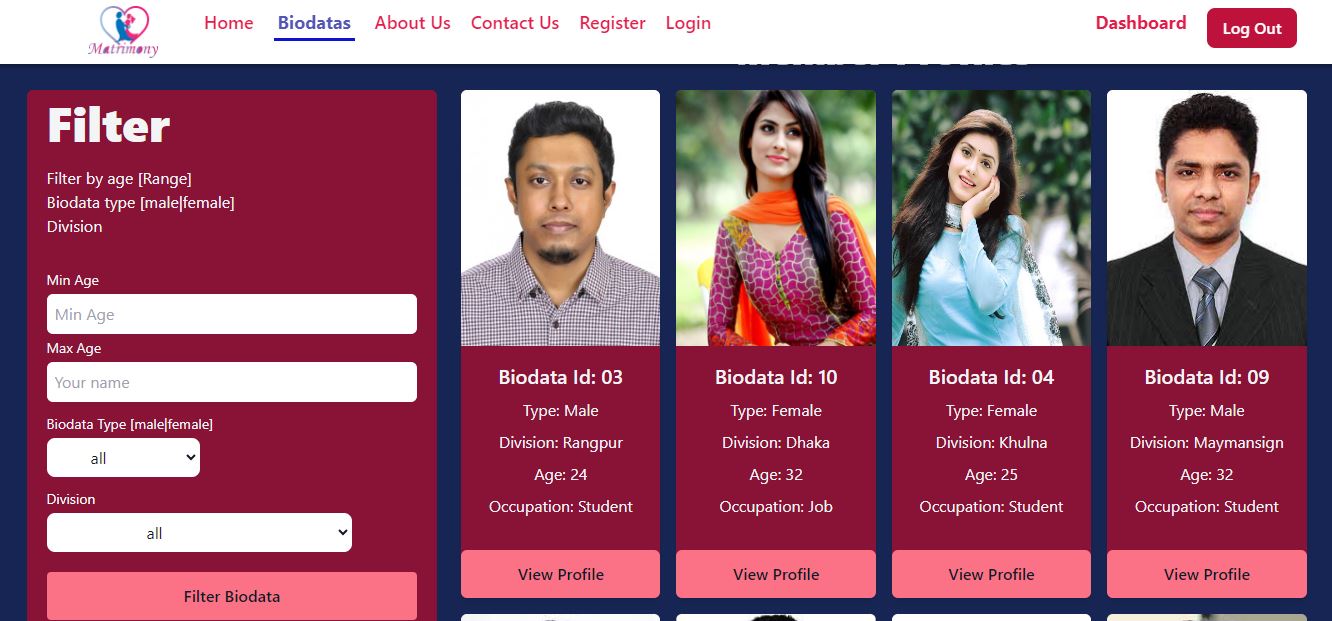 Matrimony
Home Biodatas About Us Contact Us Register Login Dashboard Log Out
Filter
Filter by age [Range]
Biodata type [male|female]
Division
Min Age
Min Age
Max Age
Your name
Biodata Type [male|female]
all
Division
all
Filter Biodata
Biodata Id: 03
Type: Male
Division: Rangpur
Age: 24
Occupation: Student
View Profile
Biodata Id: 10
Type: Female
Division: Dhaka
Age: 32
Occupation: Job
View Profile
Biodata Id: 04
Type: Female
Division: Khulna
Age: 25
Occupation: Student
View Profile
Biodata Id: 09
Type: Male
Division: Maymansign
Age: 32
Occupation: Student
View Profile